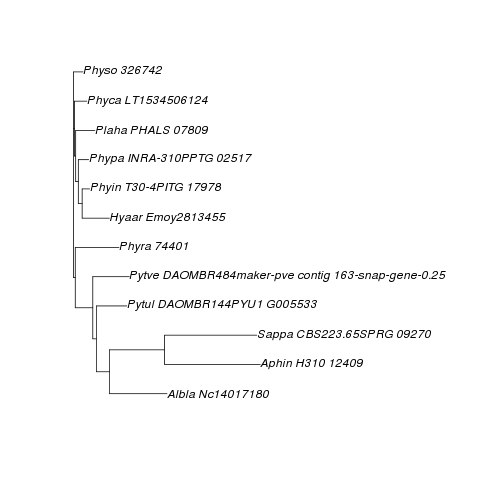 Physo 326742
Phyca LT1534506124
Plaha PHALS 07809
Phypa INRA-310PPTG 02517
Phyin T30-4PITG 17978
Hyaar Emoy2813455
Phyra 74401
Pytve DAOMBR484maker-pve contig 163-snap-gene-0.25
Pytul DAOMBR144PYU1 G005533
Sappa CBS223.65SPRG 09270
Aphin H310 12409
Albla Nc14017180